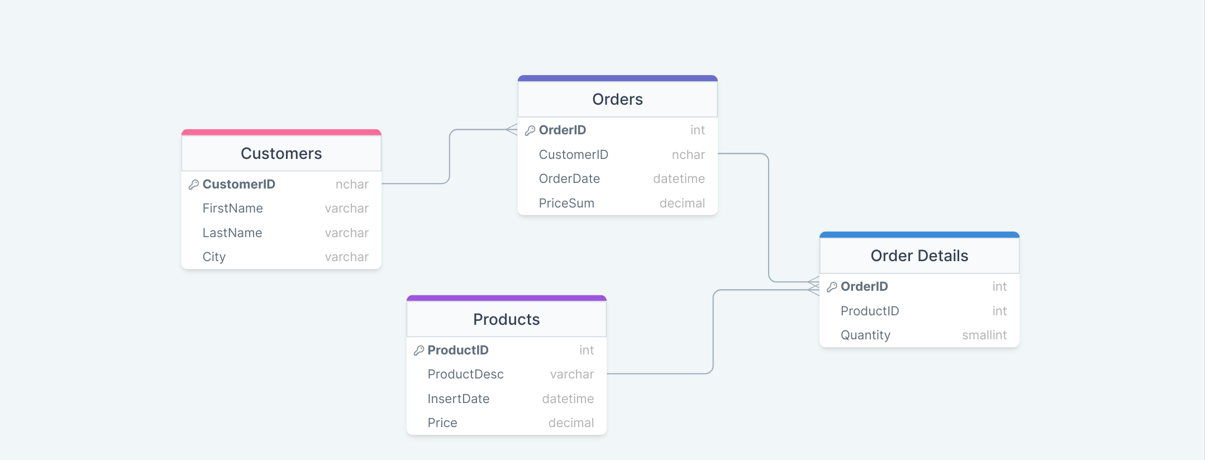 Orders
OrderID int
CustomerID nchar
OrderDate datetime
PriceSum decimal
Customers
CustomerID nchar
FirstName varchar
LastName varchar
City varchar
Order Details
OrderID int
ProductID int
Quantity smallint
Products
ProductID int
ProductDesc varchar
InsertDate datetime
Price decimal